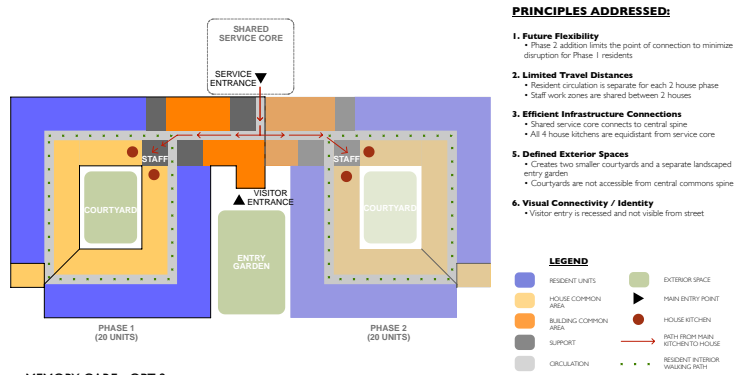 SHARED
SERVICE CORE
SERVICE
ENTRANCE
STAFF
STAFF
COURTYARD
COURTYARD
VISITOR
ENTRANCE
ENTRY
GARDEN
PHASE 1
(20 UNITS)
PHASE 2
(20 UNITS)
PRINCIPLES ADDRESSED:
1. Future Flexibility
• Phase 2 addition limits the point of connection to minimize
disruption for Phase 1 residents
2. Limited Travel Distances
• Resident circulation is separate for each 2 house phase
• Staff work zones are shared between 2 houses
3. Efficient Infrastructure Connections
• Shared service core connects to central spine
• All 4 house kitchens are equidistant from service core
5. Defined Exterior Spaces
• Creates two smaller courtyards and a separate landscaped
entry garden
• Courtyards are not accessible from central commons spine
6. Visual Connectivity / Identity
• Visitor entry is recessed and not visible from street
LEGEND
RESIDENT UNITS
HOUSE COMMON
AREA
BUILDING COMMON
AREA
SUPPORT
CIRCULATION
EXTERIOR SPACE
MAIN ENTRY POINT
HOUSE KITCHEN
PATH FROM MAIN
KITCHEN TO HOUSE
RESIDENT INTERIOR
WALKING PATH